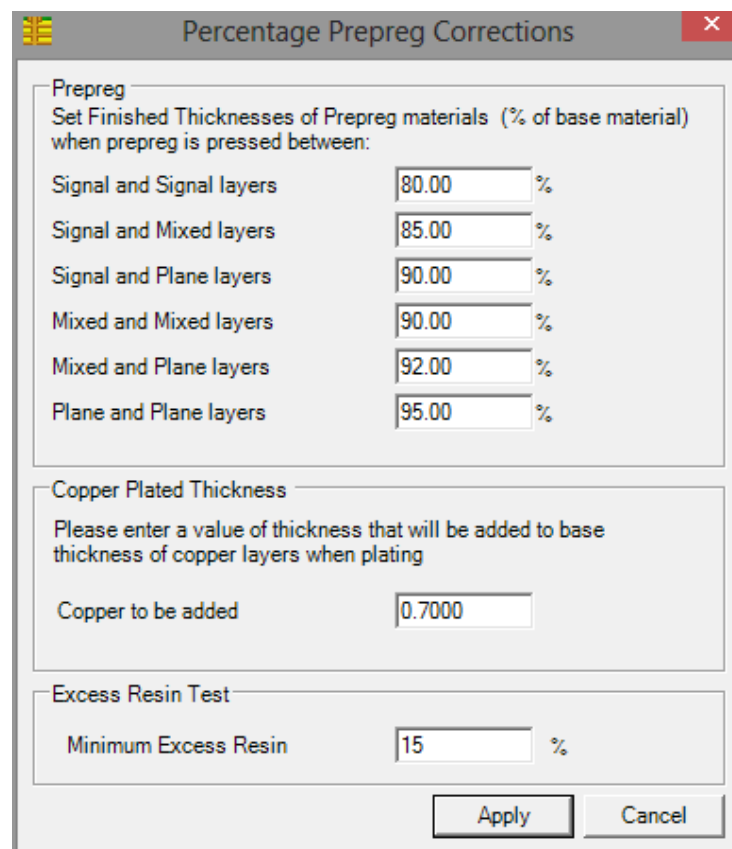 Percentage Prepreg Corrections
Prepreg
Set Finished Thicknesses of Prepreg materials (% of base material)
when prepreg is pressed between:
Signal and Signal layers 80.00 %
Signal and Mixed layers 85.00 %
Signal and Plane layers 90.00 %
Mixed and Mixed layers 90.00 %
Mixed and Plane layers 92.00 %
Plane and Plane layers 95.00 %
Copper Plated Thickness
Please enter a value of thickness that will be added to base
thickness of copper layers when plating
Copper to be added 0.7000
Excess Resin Test
Minimum Excess Resin 15 %
Apply Cancel